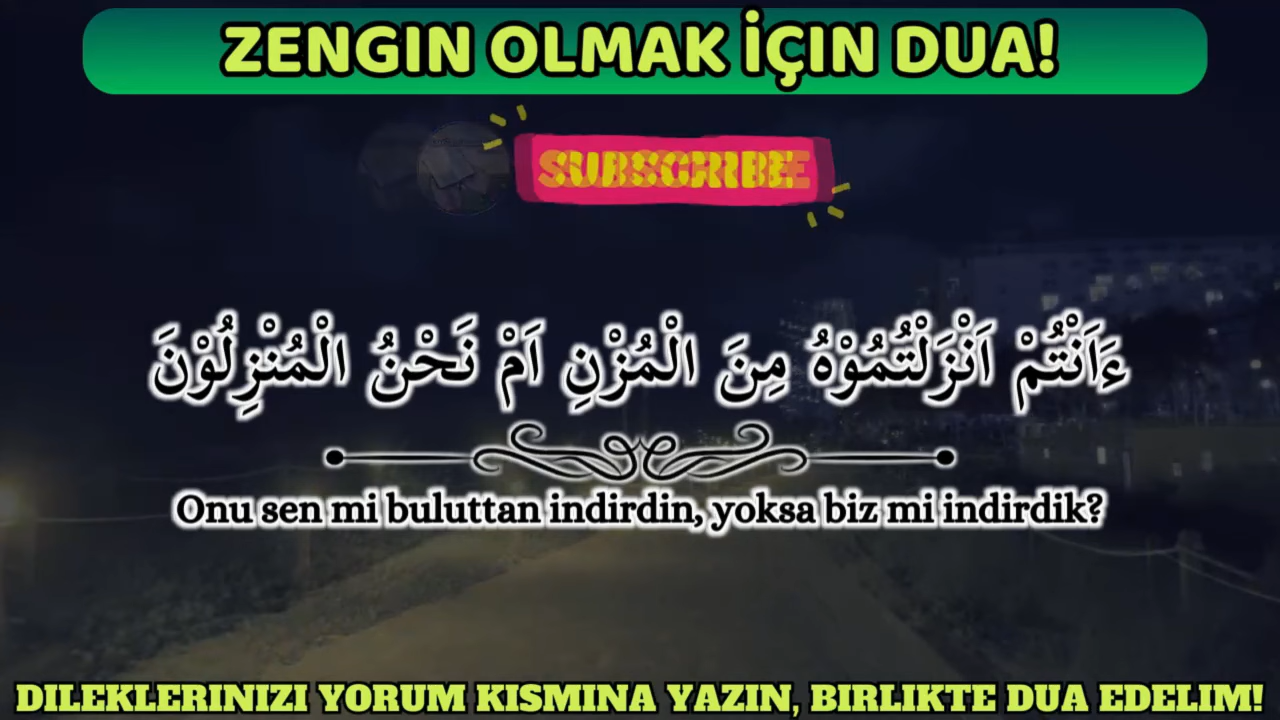 ZENGIN OLMAK İÇIN DUA!
SUBSCRIBE
ءَاَنْتُمْ اَنْزَلْتُمُوْهُ مِنَ الْمُزْنِ اَمْ نَحْنُ الْمُنْزِلُوْنَ
Onu sen mi buluttan indirdin, yoksa biz mi indirdik?
DILEKLERINIZI YORUM KISMINA YAZIN, BIRLIKTE DUA EDELIM!